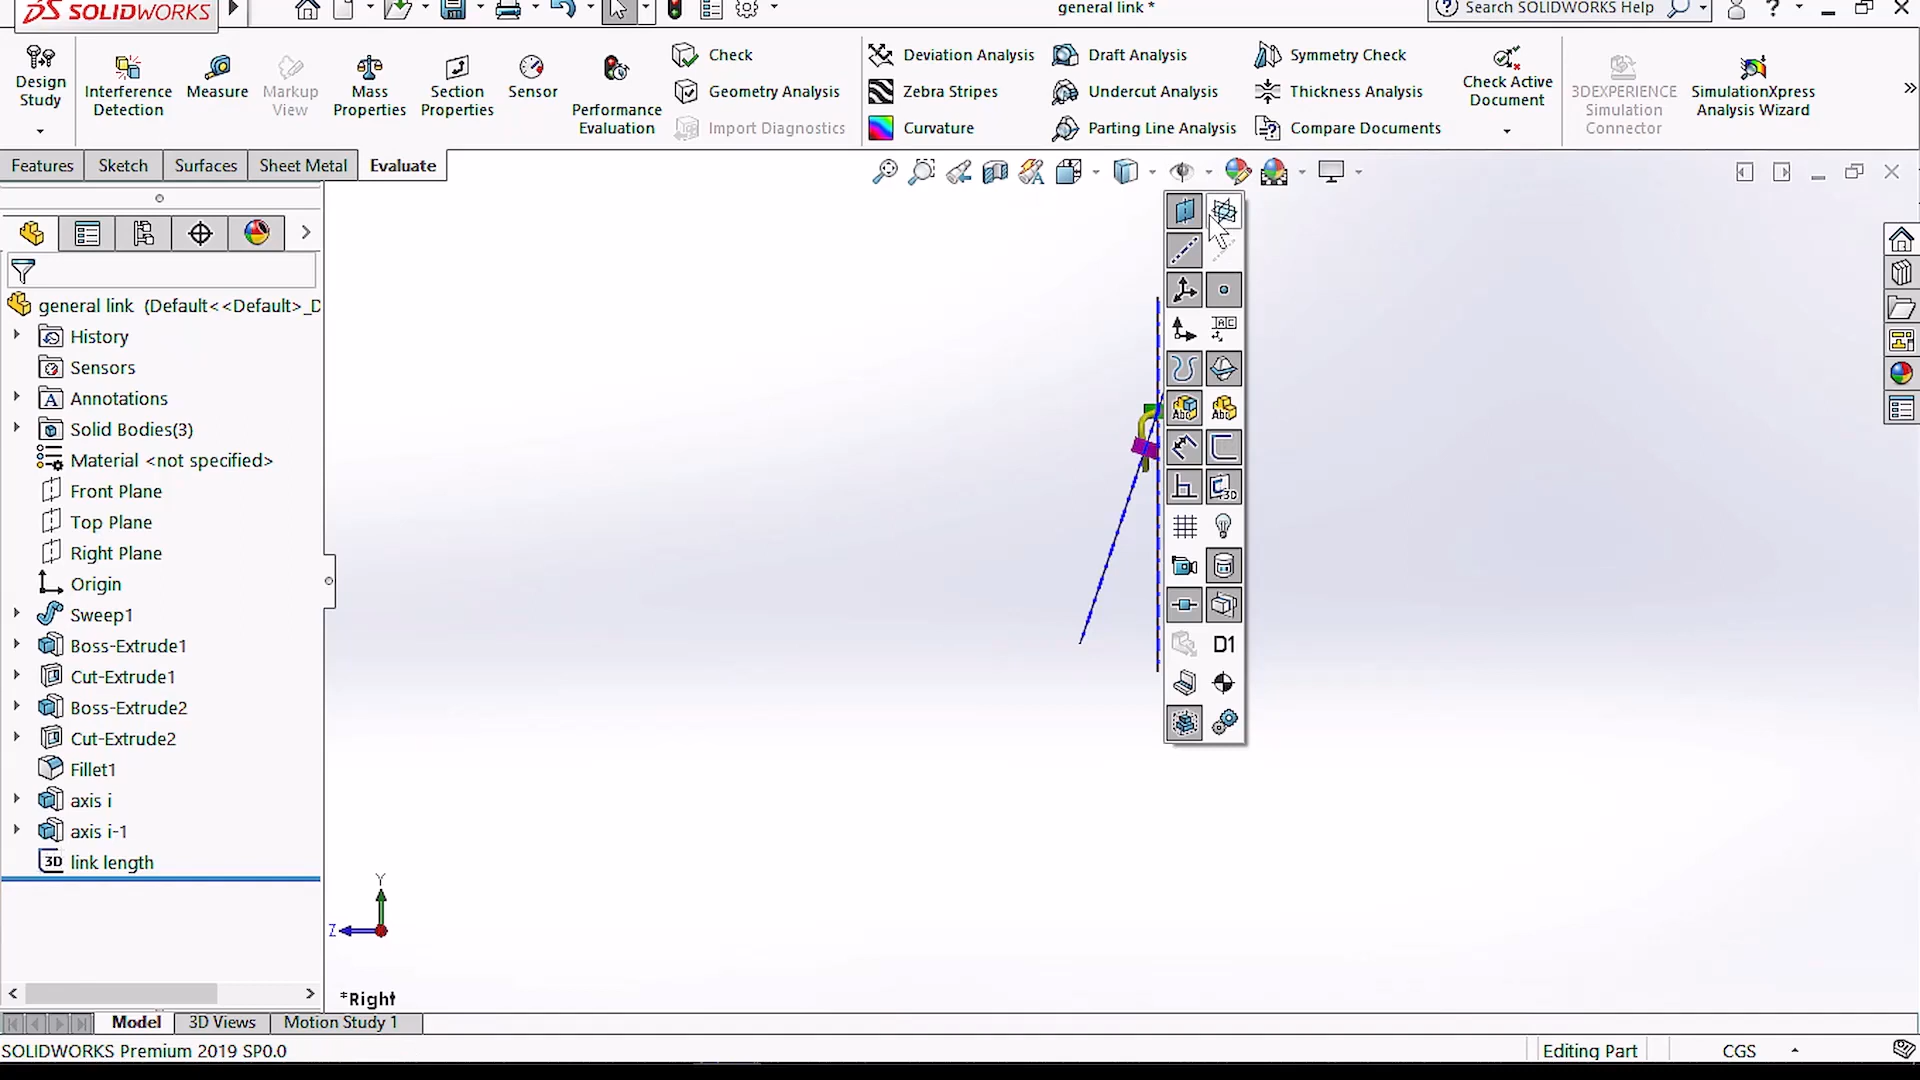 SOLIDWORKS
general link *
Search SOLIDWORKS Help
?
Design Study
Interference Detection
Measure
Markup View
Mass Properties
Section Properties
Sensor
Performance Evaluation
Check
Geometry Analysis
Import Diagnostics
Deviation Analysis
Zebra Stripes
Curvature
Draft Analysis
Undercut Analysis
Parting Line Analysis
Symmetry Check
Thickness Analysis
Compare Documents
Check Active Document
3DEXPERIENCE Simulation Connector
SimulationXpress Analysis Wizard
Features
Sketch
Surfaces
Sheet Metal
Evaluate
general link (Default<<Default>_D
History
Sensors
A Annotations
Solid Bodies(3)
Material <not specified>
Front Plane
Top Plane
Right Plane
Origin
Sweep1
Boss-Extrude1
Cut-Extrude1
Boss-Extrude2
Cut-Extrude2
Fillet1
axis i
axis i-1
3D link length
Abc
Abc
3D
D1
Y
Z
*Right
Model
3D Views
Motion Study 1
SOLIDWORKS Premium 2019 SP0.0
Editing Part
CGS